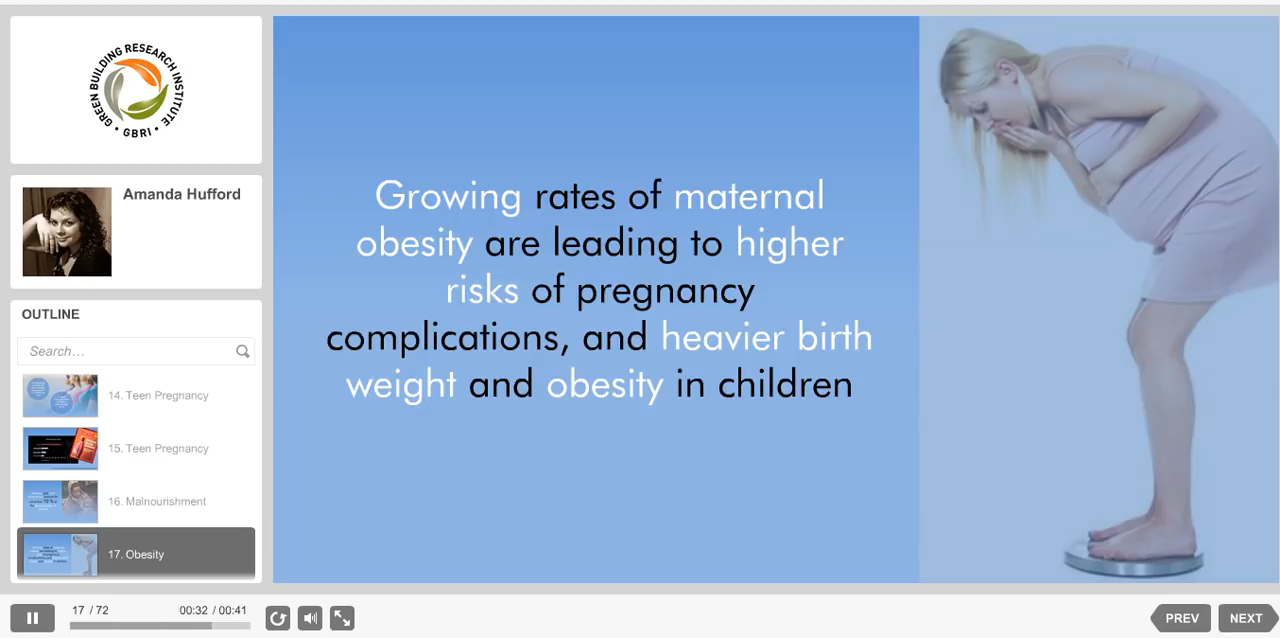 GREEN BUILDING RESEARCH INSTITUTE
• GBRI •
Amanda Hufford
OUTLINE
Search...
14. Teen Pregnancy
15. Teen Pregnancy
16. Malnourishment
17. Obesity
Growing rates of maternal
obesity are leading to higher
risks of pregnancy
complications, and heavier birth
weight and obesity in children
17 / 72
00:32 / 00:41
PREV
NEXT